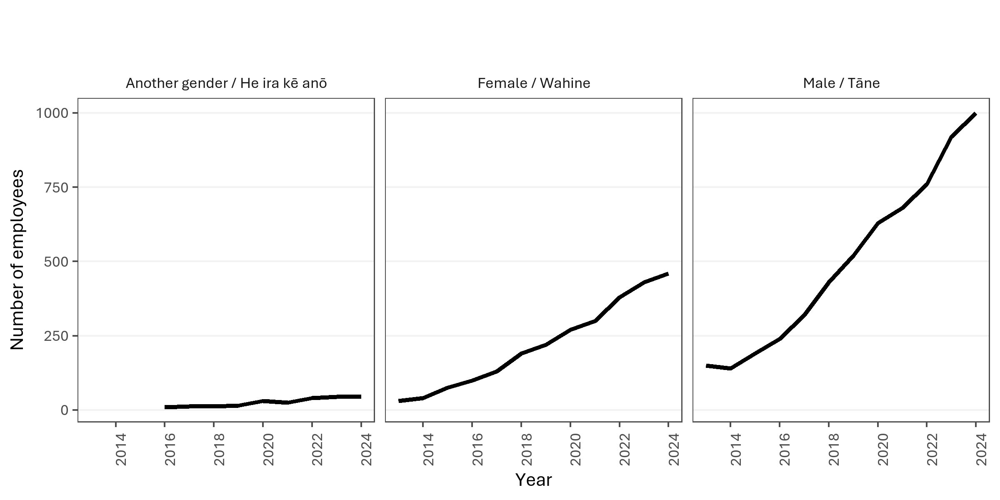 Another gender / He ira kē anō
Female / Wahine
Male / Tāne
Number of employees
1000
750
500
250
0
2014 2016 2018 2020 2022 2024
2014 2016 2018 2020 2022 2024
2014 2016 2018 2020 2022 2024
Year